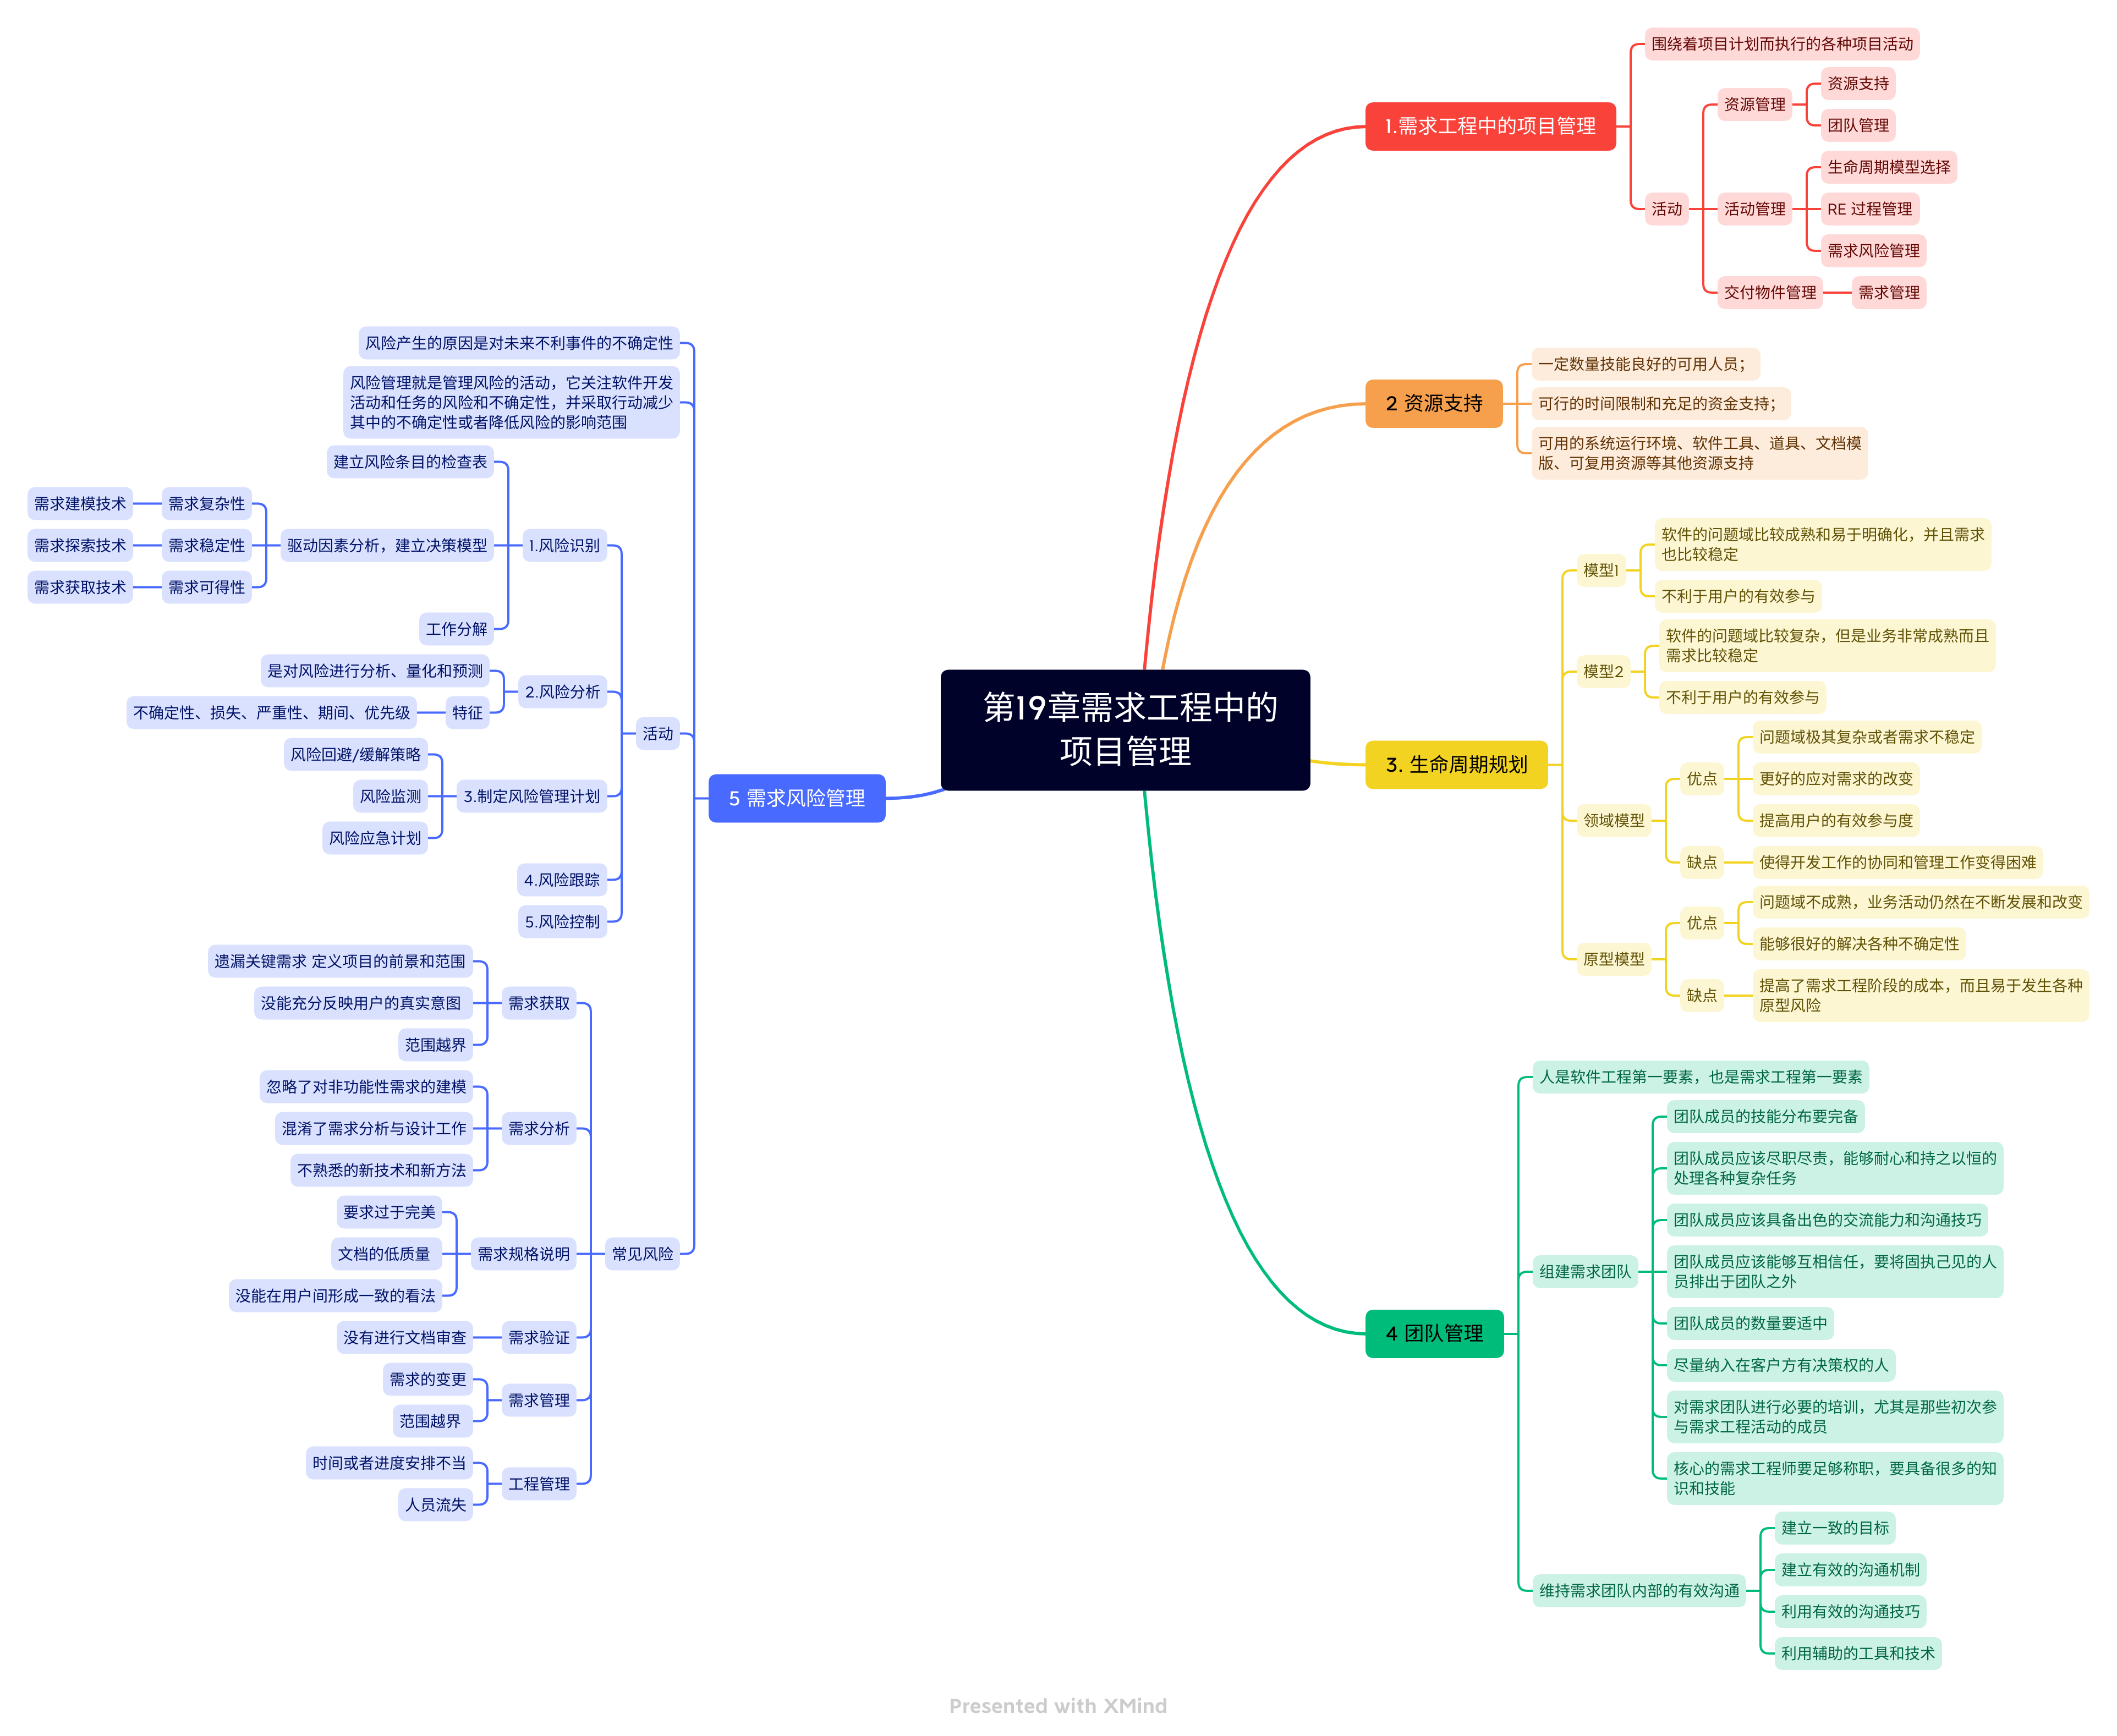 第19章需求工程中的
项目管理
1.需求工程中的项目管理
围绕着项目计划而执行的各种项目活动
活动
资源管理
资源支持
团队管理
活动管理
生命周期模型选择
RE 过程管理
需求风险管理
交付物件管理
需求管理
2 资源支持
一定数量技能良好的可用人员；
可行的时间限制和充足的资金支持；
可用的系统运行环境、软件工具、道具、文档模
版、可复用资源等其他资源支持
3. 生命周期规划
模型1
软件的问题域比较成熟和易于明确化，并且需求
也比较稳定
不利于用户的有效参与
模型2
软件的问题域比较复杂，但是业务非常成熟而且
需求比较稳定
不利于用户的有效参与
领域模型
优点
问题域极其复杂或者需求不稳定
更好的应对需求的改变
提高用户的有效参与度
缺点
使得开发工作的协同和管理工作变得困难
原型模型
优点
问题域不成熟，业务活动仍然在不断发展和改变
能够很好的解决各种不确定性
缺点
提高了需求工程阶段的成本，而且易于发生各种
原型风险
4 团队管理
人是软件工程第一要素，也是需求工程第一要素
组建需求团队
团队成员的技能分布要完备
团队成员应该尽职尽责，能够耐心和持之以恒的
处理各种复杂任务
团队成员应该具备出色的交流能力和沟通技巧
团队成员应该能够互相信任，要将固执己见的人
员排出于团队之外
团队成员的数量要适中
尽量纳入在客户方有决策权的人
对需求团队进行必要的培训，尤其是那些初次参
与需求工程活动的成员
核心的需求工程师要足够称职，要具备很多的知
识和技能
维持需求团队内部的有效沟通
建立一致的目标
建立有效的沟通机制
利用有效的沟通技巧
利用辅助的工具和技术
5 需求风险管理
风险产生的原因是对未来不利事件的不确定性
风险管理就是管理风险的活动，它关注软件开发
活动和任务的风险和不确定性，并采取行动减少
其中的不确定性或者降低风险的影响范围
活动
1.风险识别
建立风险条目的检查表
驱动因素分析，建立决策模型
需求复杂性
需求建模技术
需求稳定性
需求探索技术
需求可得性
需求获取技术
工作分解
2.风险分析
是对风险进行分析、量化和预测
特征
不确定性、损失、严重性、期间、优先级
3.制定风险管理计划
风险回避/缓解策略
风险监测
风险应急计划
4.风险跟踪
5.风险控制
常见风险
需求获取
遗漏关键需求 定义项目的前景和范围
没能充分反映用户的真实意图
范围越界
需求分析
忽略了对非功能性需求的建模
混淆了需求分析与设计工作
不熟悉的新技术和新方法
需求规格说明
要求过于完美
文档的低质量
没能在用户间形成一致的看法
需求验证
没有进行文档审查
需求管理
需求的变更
范围越界
工程管理
时间或者进度安排不当
人员流失
Presented with XMind